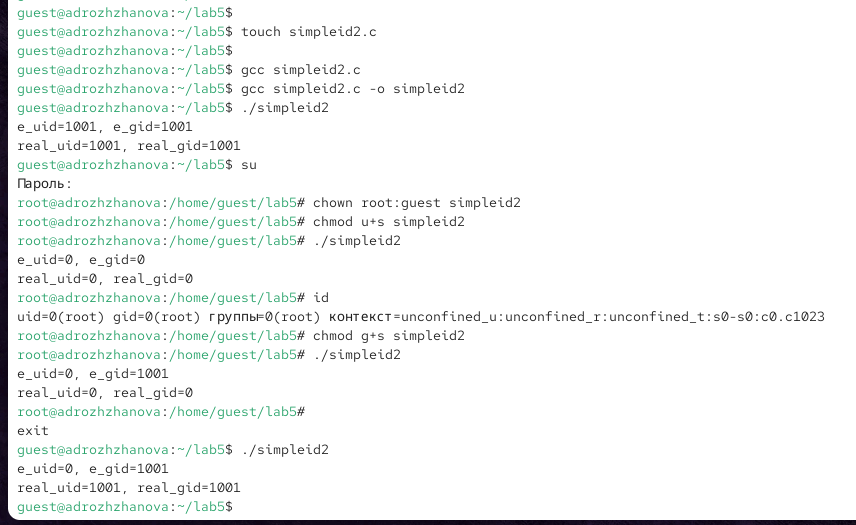 guest@adrozhzhanova:~/lab5$
guest@adrozhzhanova:~/lab5$ touch simpleid2.c
guest@adrozhzhanova:~/lab5$
guest@adrozhzhanova:~/lab5$ gcc simpleid2.c
guest@adrozhzhanova:~/lab5$ gcc simpleid2.c -o simpleid2
guest@adrozhzhanova:~/lab5$ ./simpleid2
e_uid=1001, e_gid=1001
real_uid=1001, real_gid=1001
guest@adrozhzhanova:~/lab5$ su
Пароль:
root@adrozhzhanova:/home/guest/lab5# chown root:guest simpleid2
root@adrozhzhanova:/home/guest/lab5# chmod u+s simpleid2
root@adrozhzhanova:/home/guest/lab5# ./simpleid2
e_uid=0, e_gid=0
real_uid=0, real_gid=0
root@adrozhzhanova:/home/guest/lab5# id
uid=0(root) gid=0(root) группы=0(root) контекст=unconfined_u:unconfined_r:unconfined_t:s0-s0:c0.c1023
root@adrozhzhanova:/home/guest/lab5# chmod g+s simpleid2
root@adrozhzhanova:/home/guest/lab5# ./simpleid2
e_uid=0, e_gid=1001
real_uid=0, real_gid=0
root@adrozhzhanova:/home/guest/lab5#
exit
guest@adrozhzhanova:~/lab5$ ./simpleid2
e_uid=0, e_gid=1001
real_uid=1001, real_gid=1001
guest@adrozhzhanova:~/lab5$